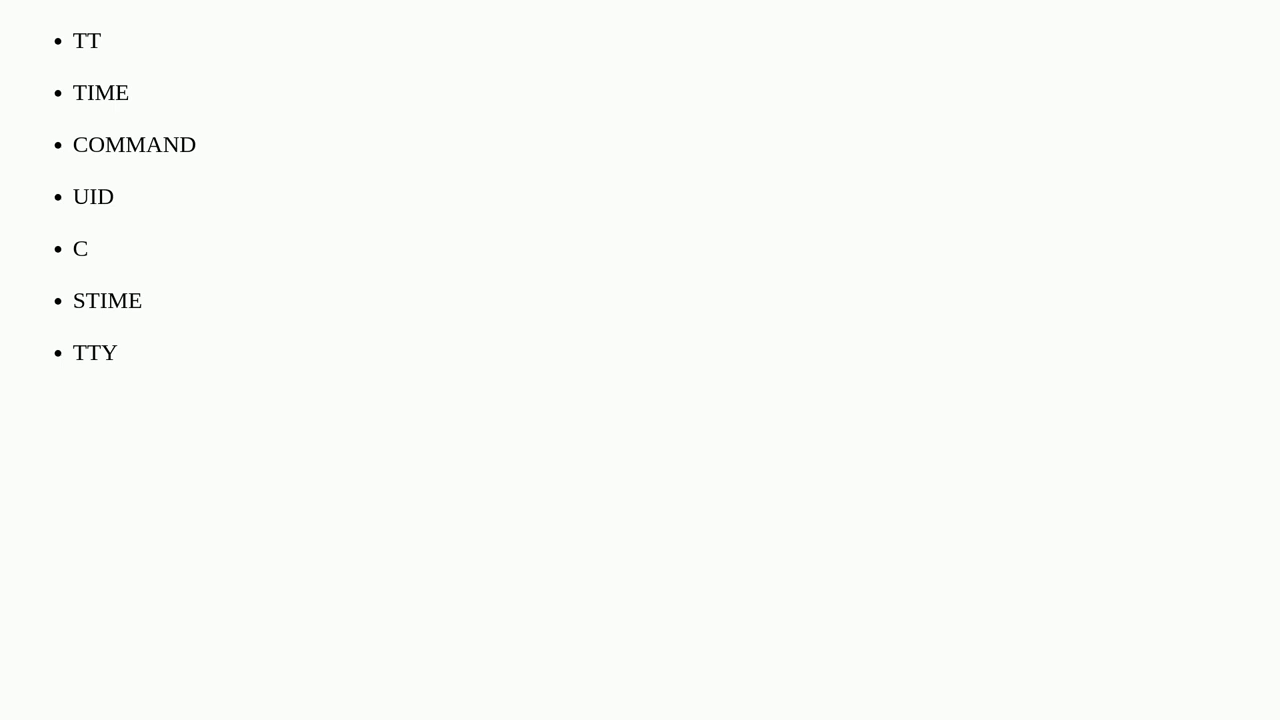 • TT
• TIME
• COMMAND
• UID
• C
• STIME
• TTY